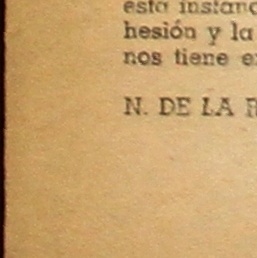 esta instanc
hesión y la
nos tiene e
N. DE LA R